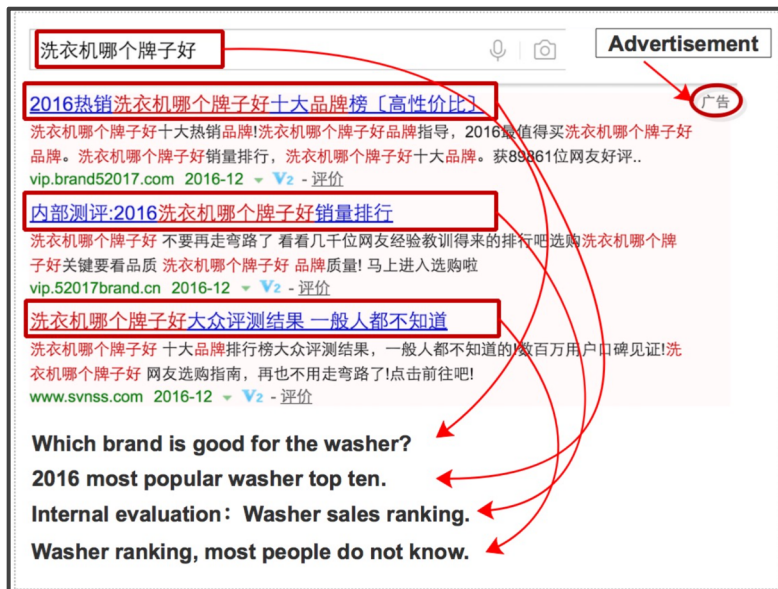 洗衣机哪个牌子好
Advertisement
2016热销洗衣机哪个牌子好十大品牌榜〔高性价比〕
广告
洗衣机哪个牌子好十大热销品牌!洗衣机哪个牌子好品牌指导，2016最值得买洗衣机哪个牌子好
品牌。洗衣机哪个牌子好销量排行，洗衣机哪个牌子好十大品牌。获89861位网友好评..
vip.brand52017.com 2016-12 V2 - 评价
内部测评:2016洗衣机哪个牌子好销量排行
洗衣机哪个牌子好 不要再走弯路了 看看几千位网友经验教训得来的排行吧选购洗衣机哪个牌
子好关键要看品质 洗衣机哪个牌子好 品牌质量! 马上进入选购啦
vip.52017brand.cn 2016-12 V2 - 评价
洗衣机哪个牌子好大众评测结果 一般人都不知道
洗衣机哪个牌子好 十大品牌排行榜大众评测结果，一般人都不知道的!数百万用户口碑见证!洗
衣机哪个牌子好 网友选购指南，再也不用走弯路了!点击前往吧!
www.svnss.com 2016-12 V2 - 评价
Which brand is good for the washer?
2016 most popular washer top ten.
Internal evaluation：Washer sales ranking.
Washer ranking, most people do not know.